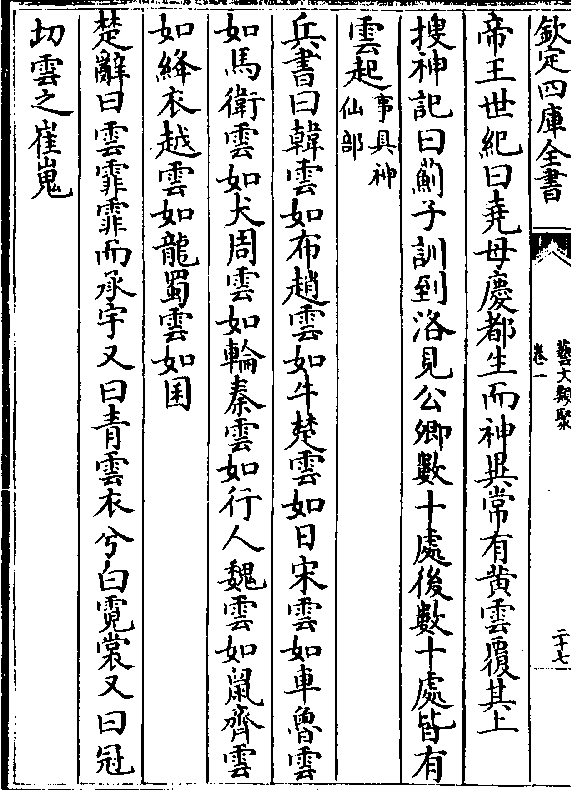 欽定四庫全書
藝文類聚
卷一
二十七
帝王世紀曰堯母慶都生而神異常有黄雲覆其上
搜神記曰薊子訓到洛見公卿數十處後數十處皆有
雲起事具神仙部
兵書曰韓雲如布趙雲如牛楚雲如日宋雲如車魯雲
如馬衛雲如犬周雲如輪秦雲如行人魏雲如鼠齊雲
如絳衣越雲如龍蜀雲如囷
楚辭曰雲霏霏而承宇又曰青雲衣兮白霓裳又曰冠
切雲之崔嵬